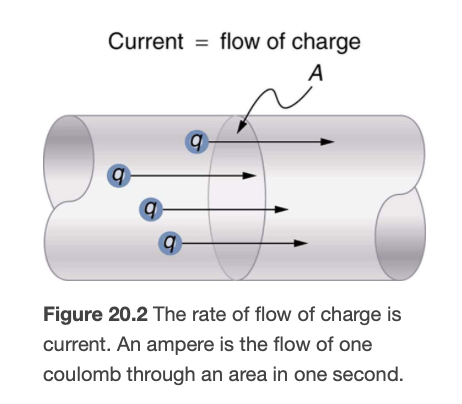 Current = flow of charge
A
q
q
q
q
Figure 20.2 The rate of flow of charge is
current. An ampere is the flow of one
coulomb through an area in one second.